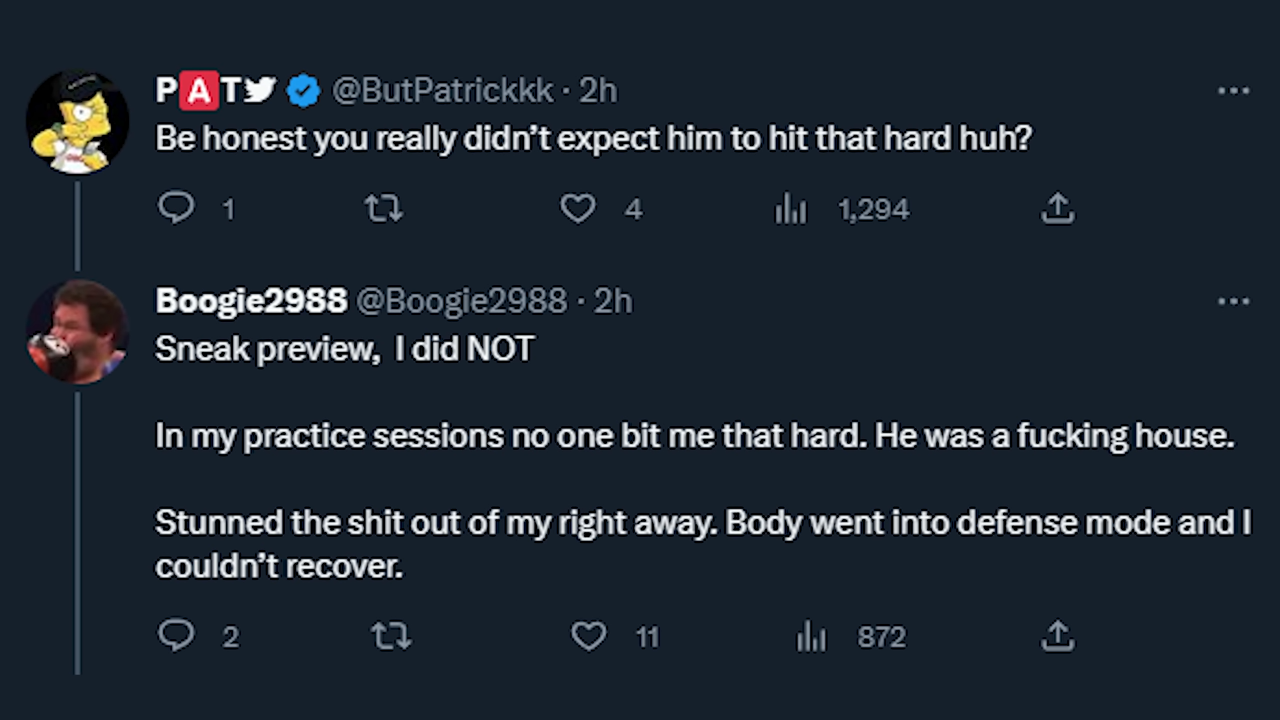 P🅰️T @ButPatrickkk · 2h
Be honest you really didn’t expect him to hit that hard huh?
1 4 1,294
Boogie2988 @Boogie2988 · 2h
Sneak preview,  I did NOT
In my practice sessions no one bit me that hard. He was a fucking house.
Stunned the shit out of my right away. Body went into defense mode and I
couldn’t recover.
2 11 872